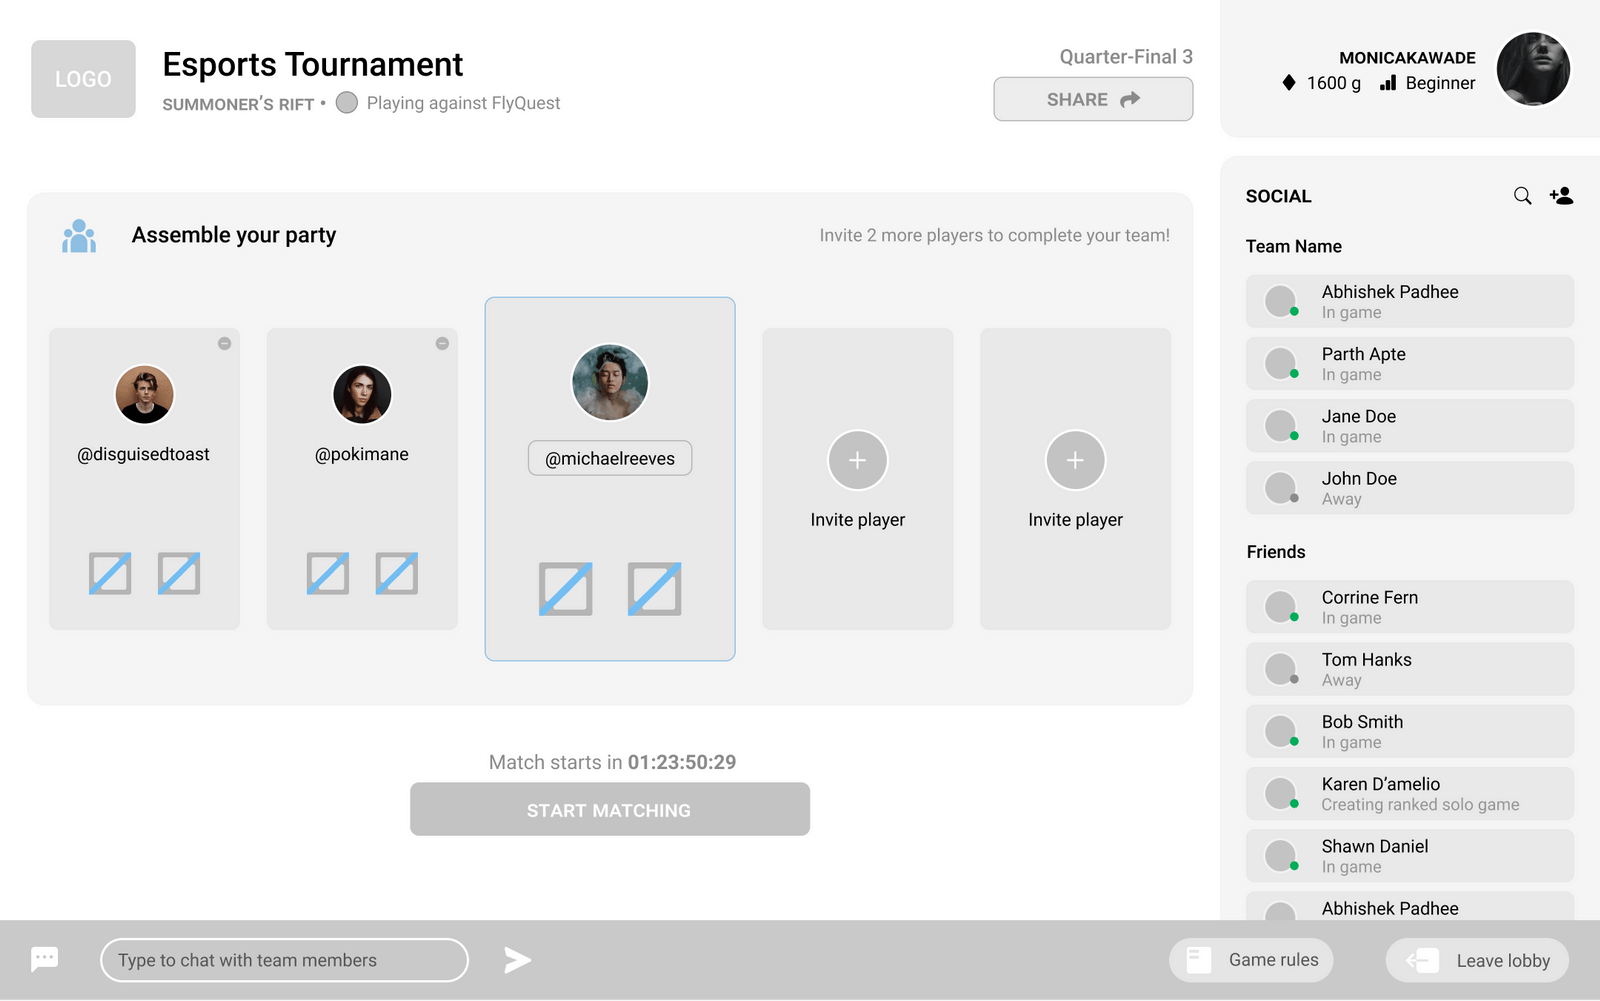 LOGO
Esports Tournament
SUMMONER’S RIFT • Playing against FlyQuest
Quarter-Final 3
SHARE
MONICAKAWADE
1600 g Beginner
Assemble your party
Invite 2 more players to complete your team!
@disguisedtoast
@pokimane
@michaelreeves
Invite player
Invite player
Match starts in 01:23:50:29
START MATCHING
SOCIAL
Team Name
Abhishek Padhee
In game
Parth Apte
In game
Jane Doe
In game
John Doe
Away
Friends
Corrine Fern
In game
Tom Hanks
Away
Bob Smith
In game
Karen D’amelio
Creating ranked solo game
Shawn Daniel
In game
Abhishek Padhee
Type to chat with team members
Game rules
Leave lobby